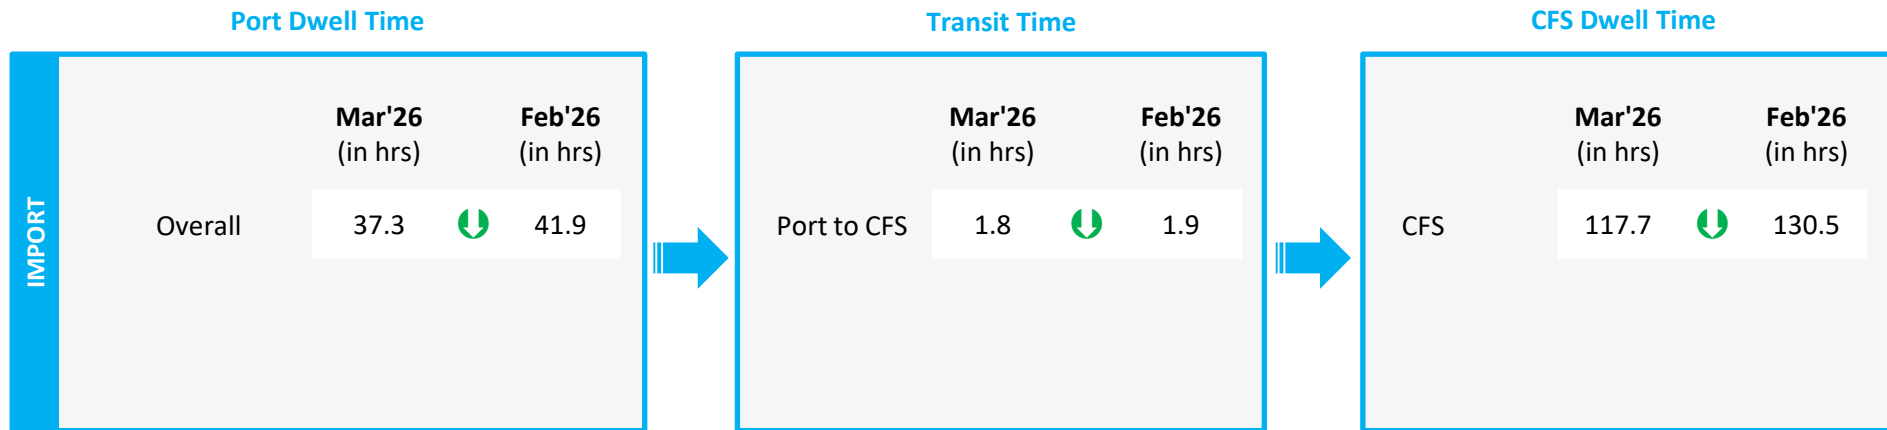 Port Dwell Time
Transit Time
CFS Dwell Time
IMPORT
Mar'26 Feb'26
(in hrs) (in hrs)
Overall 37.3 41.9
Mar'26 Feb'26
(in hrs) (in hrs)
Port to CFS 1.8 1.9
Mar'26 Feb'26
(in hrs) (in hrs)
CFS 117.7 130.5